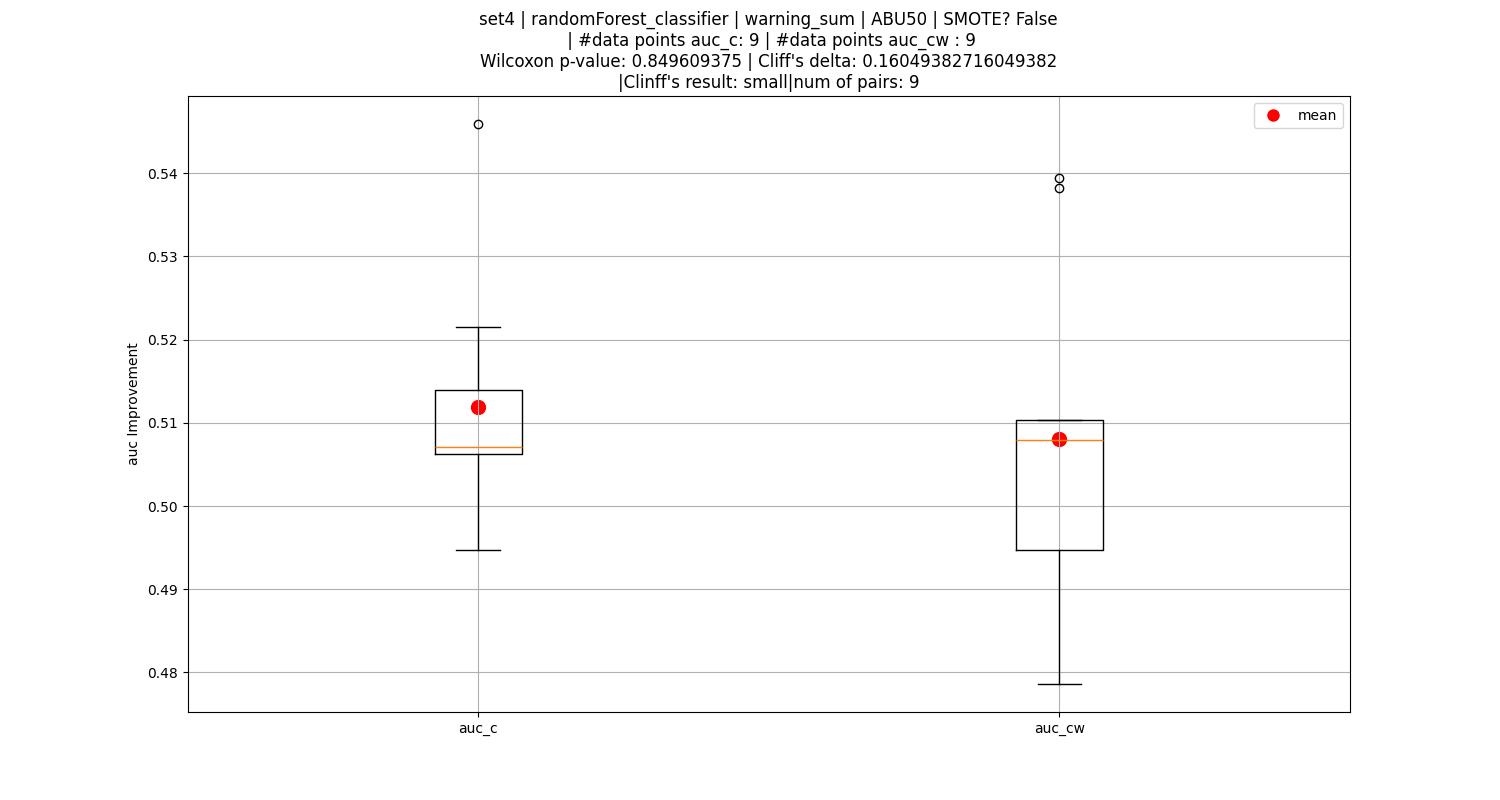 set4 | randomForest_classifier | warning_sum | ABU50 | SMOTE? False
| #data points auc_c: 9 | #data points auc_cw : 9
Wilcoxon p-value: 0.849609375 | Cliff's delta: 0.16049382716049382
|Clinff's result: small|num of pairs: 9
mean
0.54
0.53
0.52
0.51
0.50
0.49
0.48
auc Improvement
auc_c
auc_cw